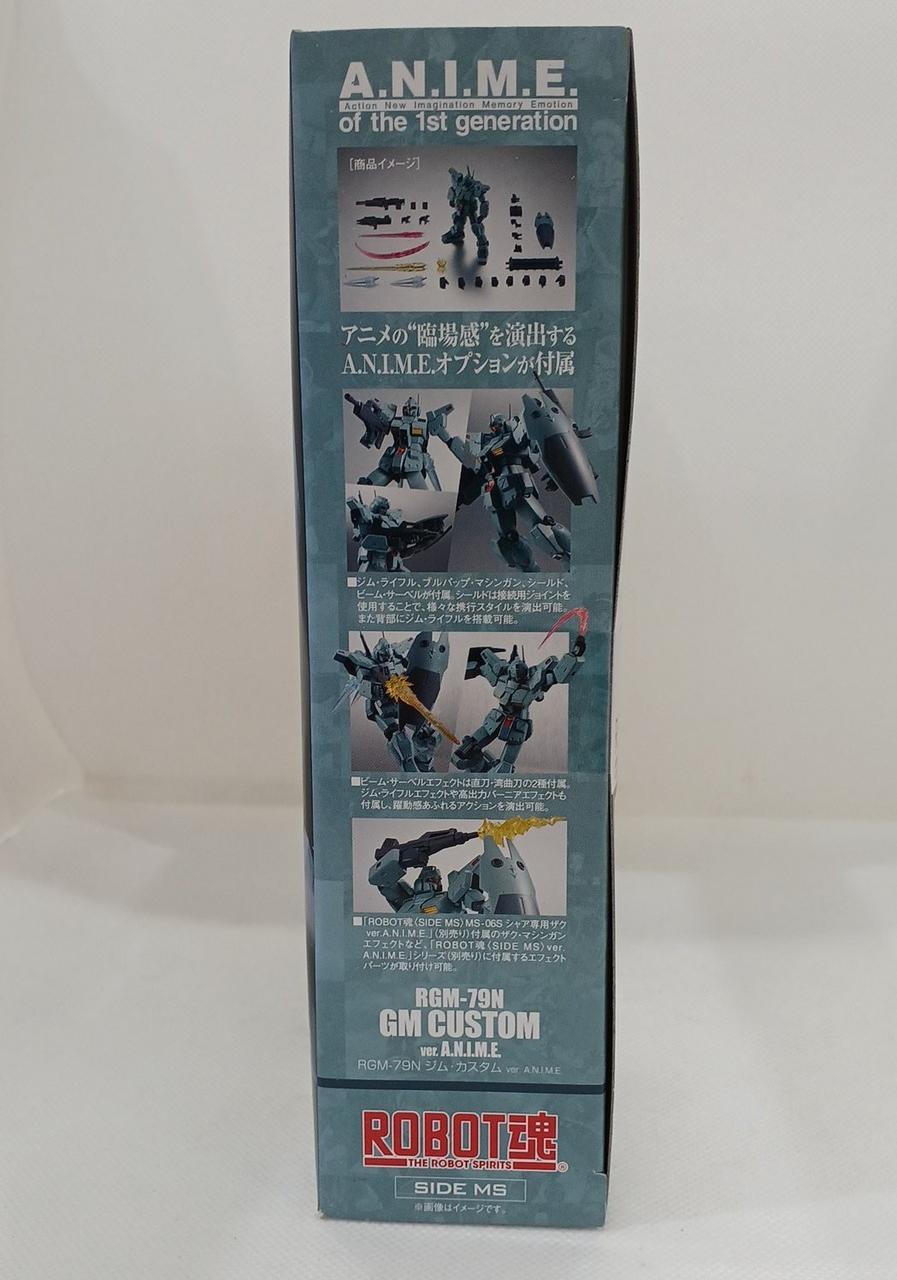 A.N.I.M.E.
Action New Imagination Memory Emotion
of the 1st generation
［商品イメージ］
アニメの“臨場感”を演出する
A.N.I.M.E.オプションが付属
■ジム・ライフル、ブルパップ・マシンガン、シールド、
ビーム・サーベルが付属。シールドは接続用ジョイントを
使用することで、様々な携行スタイルを演出可能。
また背部にジム・ライフルを搭載可能。
■ビーム・サーベルエフェクトは直刀・湾曲刀の2種付属。
ジム・ライフルエフェクトや高出力バーニアエフェクトも
付属し、躍動感あふれるアクションを演出可能。
■「ROBOT魂〈SIDE MS〉MS-06S シャア専用ザク
ver.A.N.I.M.E.」（別売り）付属のザク・マシンガン
エフェクトなど、「ROBOT魂〈SIDE MS〉ver.
A.N.I.M.E.」シリーズ（別売り）に付属するエフェクト
パーツが取り付け可能。
RGM-79N
GM CUSTOM
ver. A.N.I.M.E.
RGM-79N ジム・カスタム ver. A.N.I.M.E.
ROBOT魂
THE ROBOT SPIRITS ®
SIDE MS
※画像はイメージです。